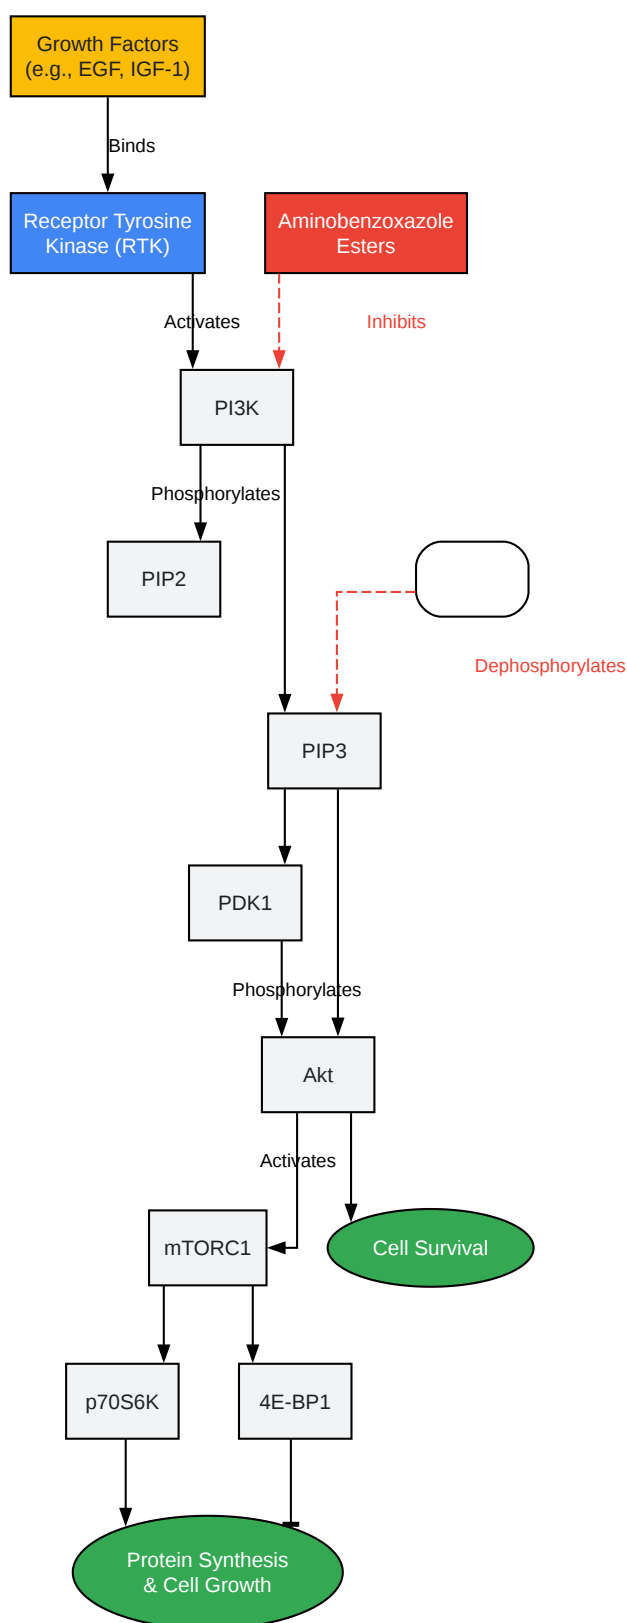 Growth Factors
(e.g., EGF, IGF-1)
Binds
Receptor Tyrosine
Kinase (RTK)
Aminobenzoxazole
Esters
Activates
Inhibits
PI3K
Phosphorylates
PIP2
Dephosphorylates
PIP3
PDK1
Phosphorylates
Akt
Activates
mTORC1
Cell Survival
p70S6K
4E-BP1
Protein Synthesis
& Cell Growth